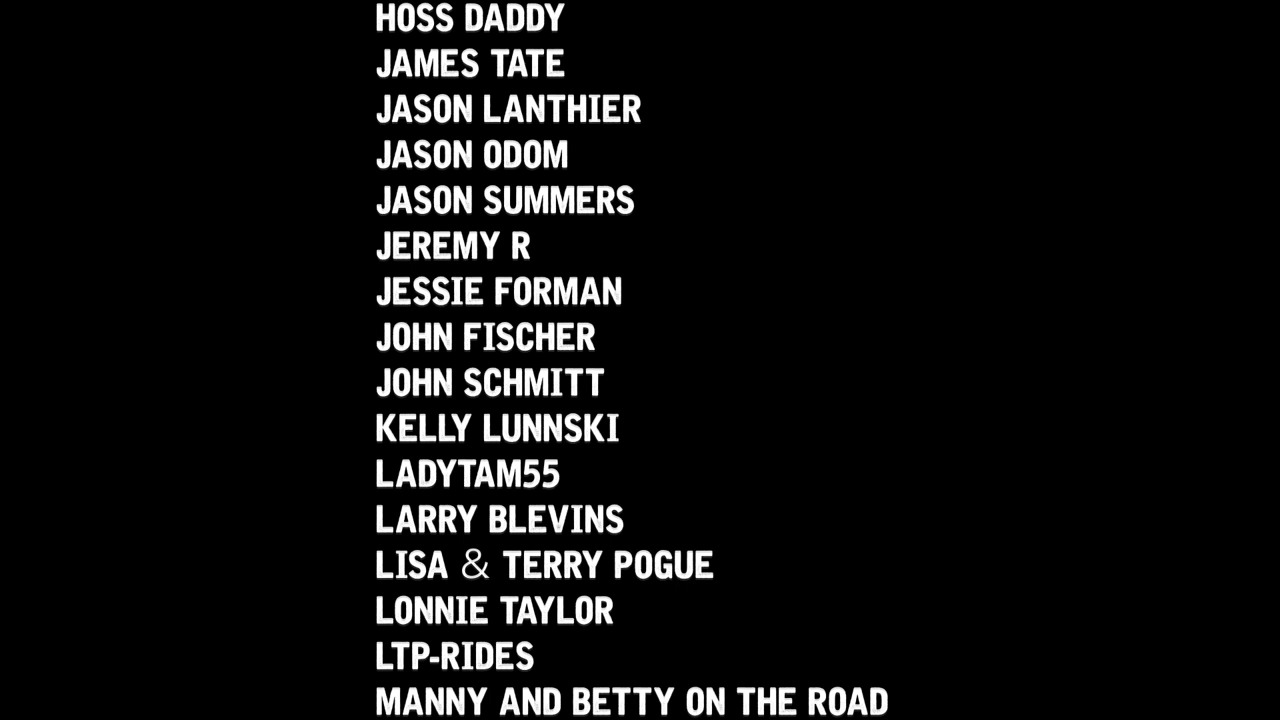 HOSS DADDY
JAMES TATE
JASON LANTHIER
JASON ODOM
JASON SUMMERS
JEREMY R
JESSIE FORMAN
JOHN FISCHER
JOHN SCHMITT
KELLY LUNNSKI
LADYTAM55
LARRY BLEVINS
LISA & TERRY POGUE
LONNIE TAYLOR
LTP-RIDES
MANNY AND BETTY ON THE ROAD